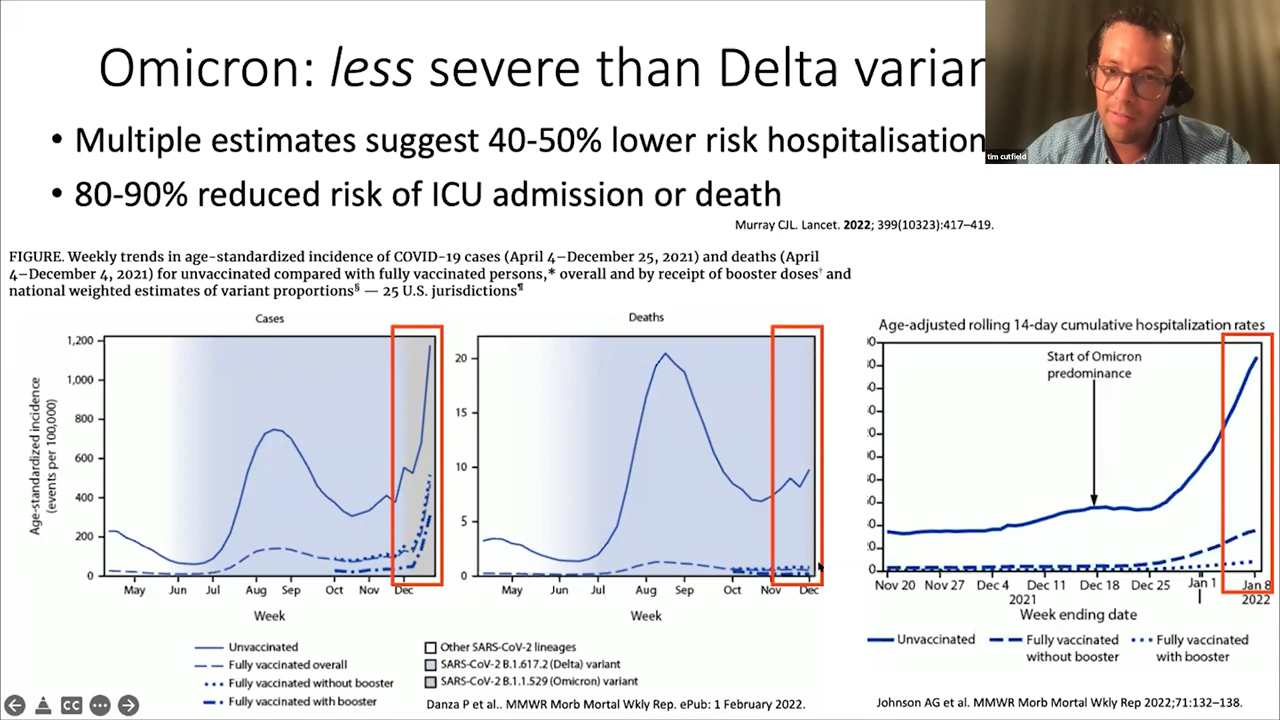 Omicron: less severe than Delta varian
• Multiple estimates suggest 40-50% lower risk hospitalisation
tim cutfield
• 80-90% reduced risk of ICU admission or death
Murray CJL. Lancet. 2022; 399(10323):417–419.
FIGURE. Weekly trends in age-standardized incidence of COVID-19 cases (April 4–December 25, 2021) and deaths (April
4–December 4, 2021) for unvaccinated compared with fully vaccinated persons,* overall and by receipt of booster doses† and
national weighted estimates of variant proportions§ — 25 U.S. jurisdictions¶
Cases
Age-standardized incidence
(events per 100,000)
1,200
1,000
800
600
400
200
0
May Jun Jul Aug Sep Oct Nov Dec
Week
Deaths
20
15
10
5
0
May Jun Jul Aug Sep Oct Nov Dec
Week
Unvaccinated
Fully vaccinated overall
Fully vaccinated without booster
Fully vaccinated with booster
Other SARS-CoV-2 lineages
SARS-CoV-2 B.1.617.2 (Delta) variant
SARS-CoV-2 B.1.1.529 (Omicron) variant
Danza P et al.. MMWR Morb Mortal Wkly Rep. ePub: 1 February 2022.
Age-adjusted rolling 14-day cumulative hospitalization rates
Start of Omicron
predominance
Nov 20 Nov 27 Dec 4 Dec 11 Dec 18 Dec 25 Jan 1 Jan 8
2021 2022
Week ending date
Unvaccinated
Fully vaccinated
without booster
Fully vaccinated
with booster
Johnson AG et al. MMWR Morb Mortal Wkly Rep 2022;71:132–138.
CC